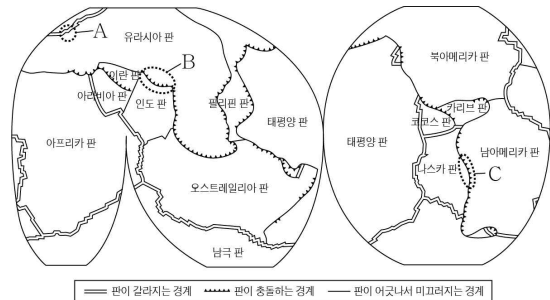 A
유라시아 판
B
이란 판
아라비아 판
인도 판
필리핀 판
태평양 판
아프리카 판
오스트레일리아 판
남극 판
북아메리카 판
카리브 판
코코스 판
태평양 판
나스카 판
남아메리카 판
C
판이 갈라지는 경계 판이 충돌하는 경계 판이 어긋나서 미끄러지는 경계